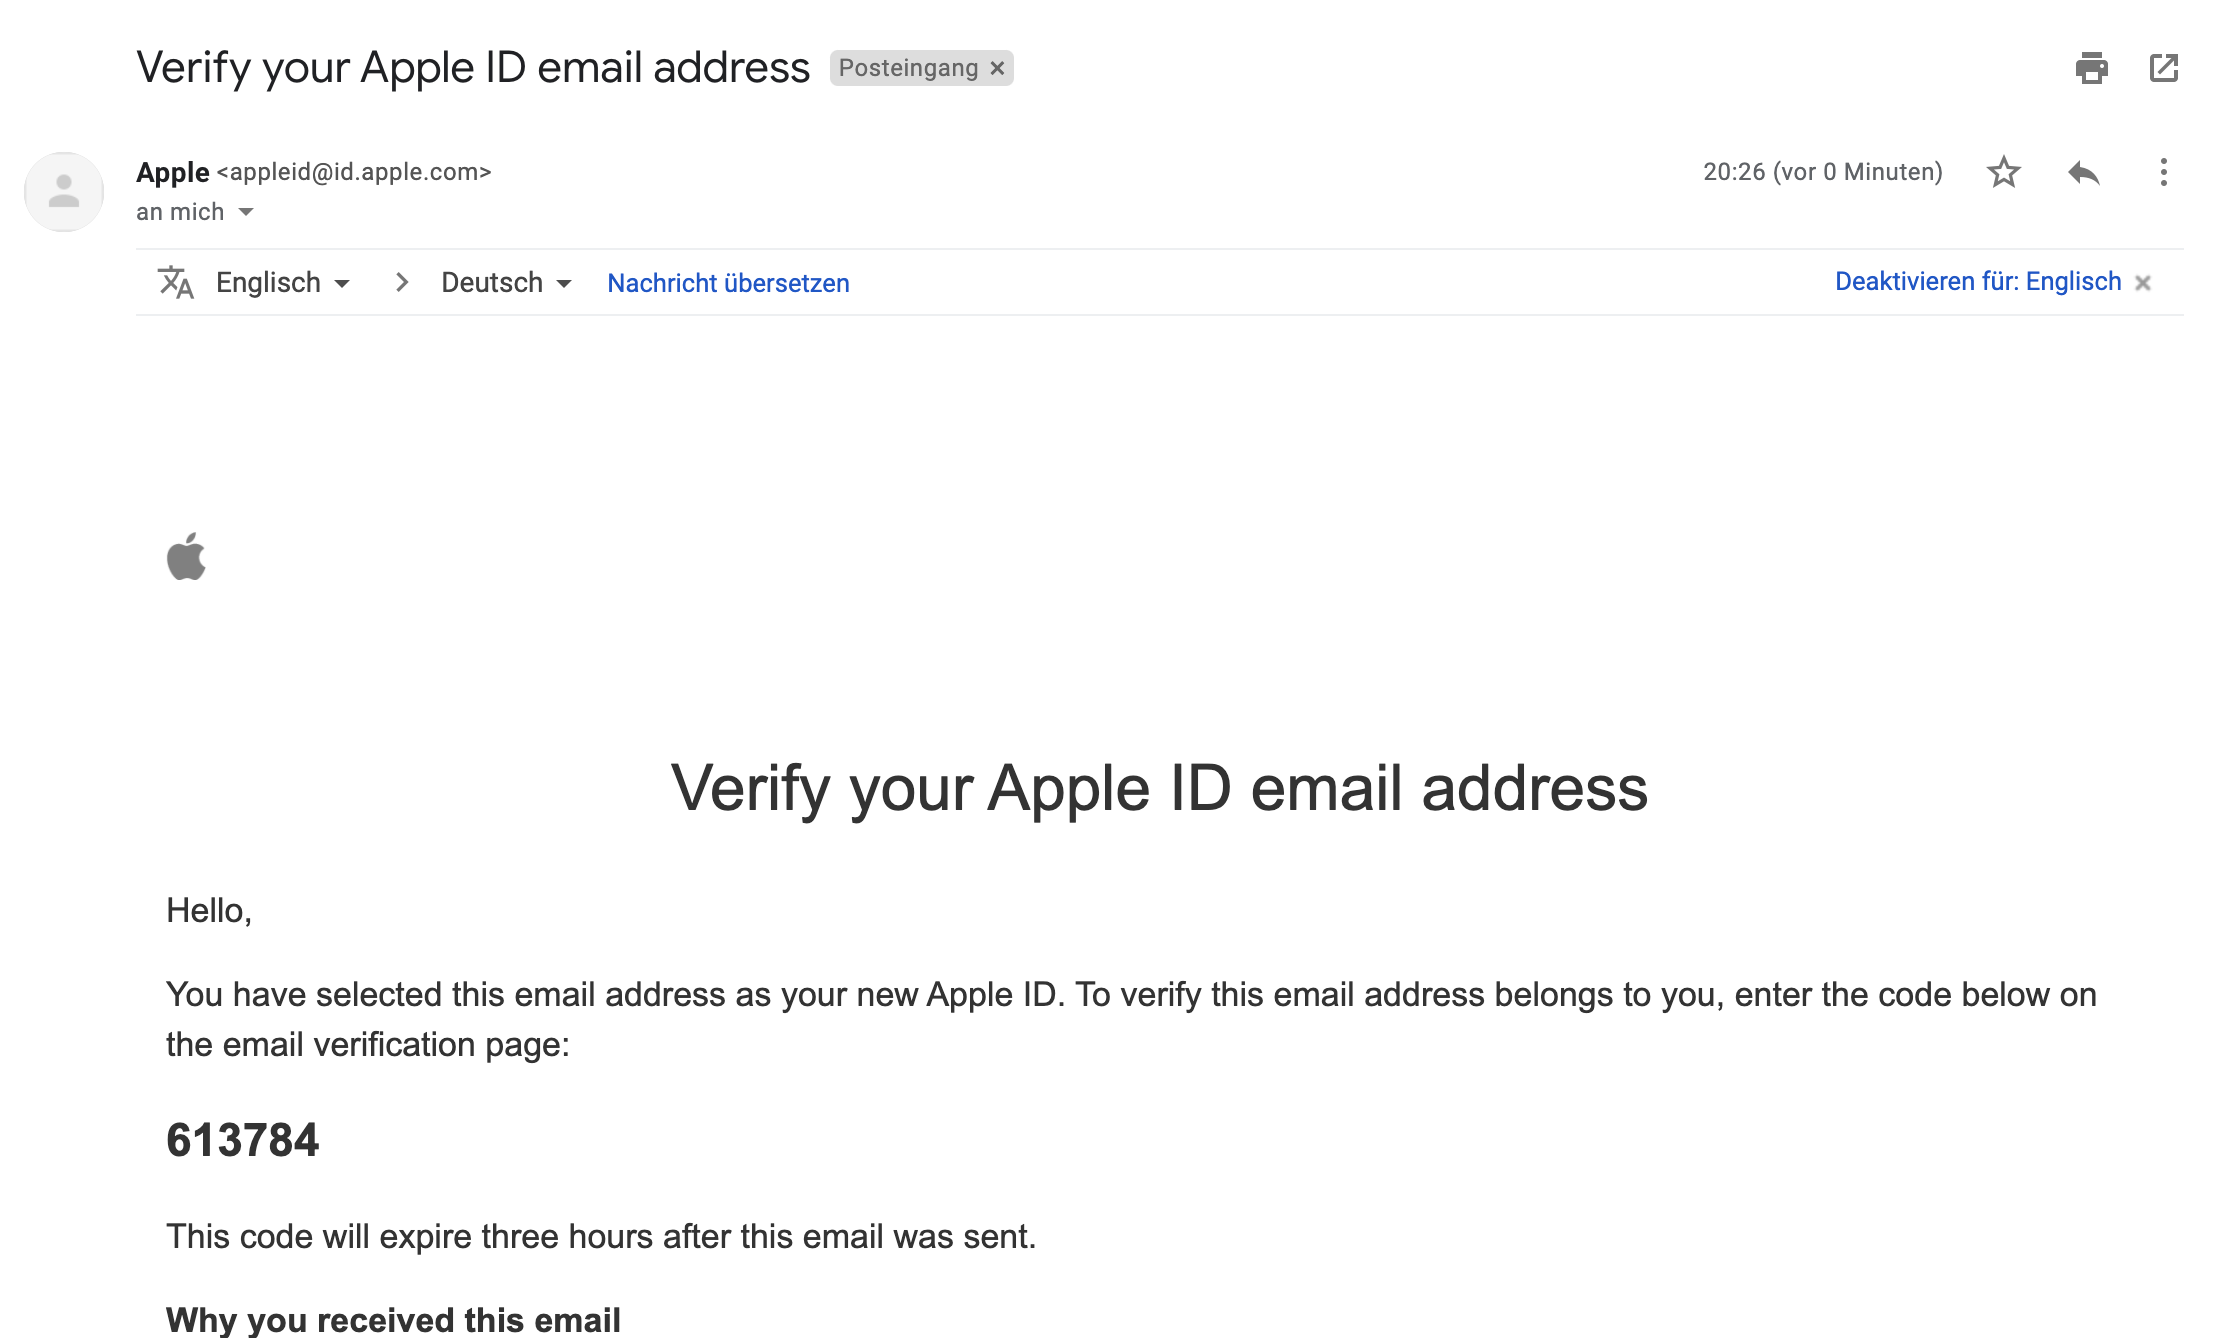 Verify your Apple ID email address Posteingang ×
Apple <appleid@id.apple.com> 20:26 (vor 0 Minuten)
an mich
Englisch > Deutsch Nachricht übersetzen Deaktivieren für: Englisch ×
Verify your Apple ID email address
Hello,
You have selected this email address as your new Apple ID. To verify this email address belongs to you, enter the code below on
the email verification page:
613784
This code will expire three hours after this email was sent.
Why you received this email